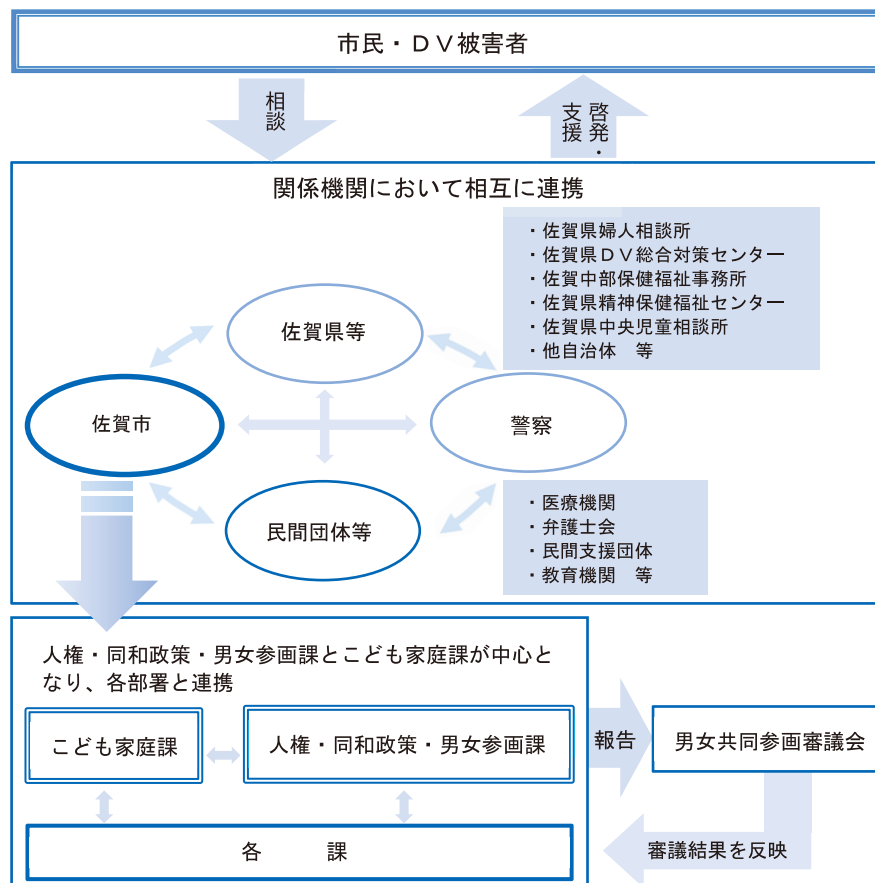 市民・ＤＶ被害者
相談
啓発・
支援
関係機関において相互に連携
・佐賀県婦人相談所
・佐賀県ＤＶ総合対策センター
・佐賀中部保健福祉事務所
・佐賀県精神保健福祉センター
・佐賀県中央児童相談所
・他自治体　等
佐賀県等
佐賀市
警察
民間団体等
・医療機関
・弁護士会
・民間支援団体
・教育機関　等
人権・同和政策・男女参画課とこども家庭課が中心と
なり、各部署と連携
こども家庭課
人権・同和政策・男女参画課
報告
男女共同参画審議会
各　　課
審議結果を反映